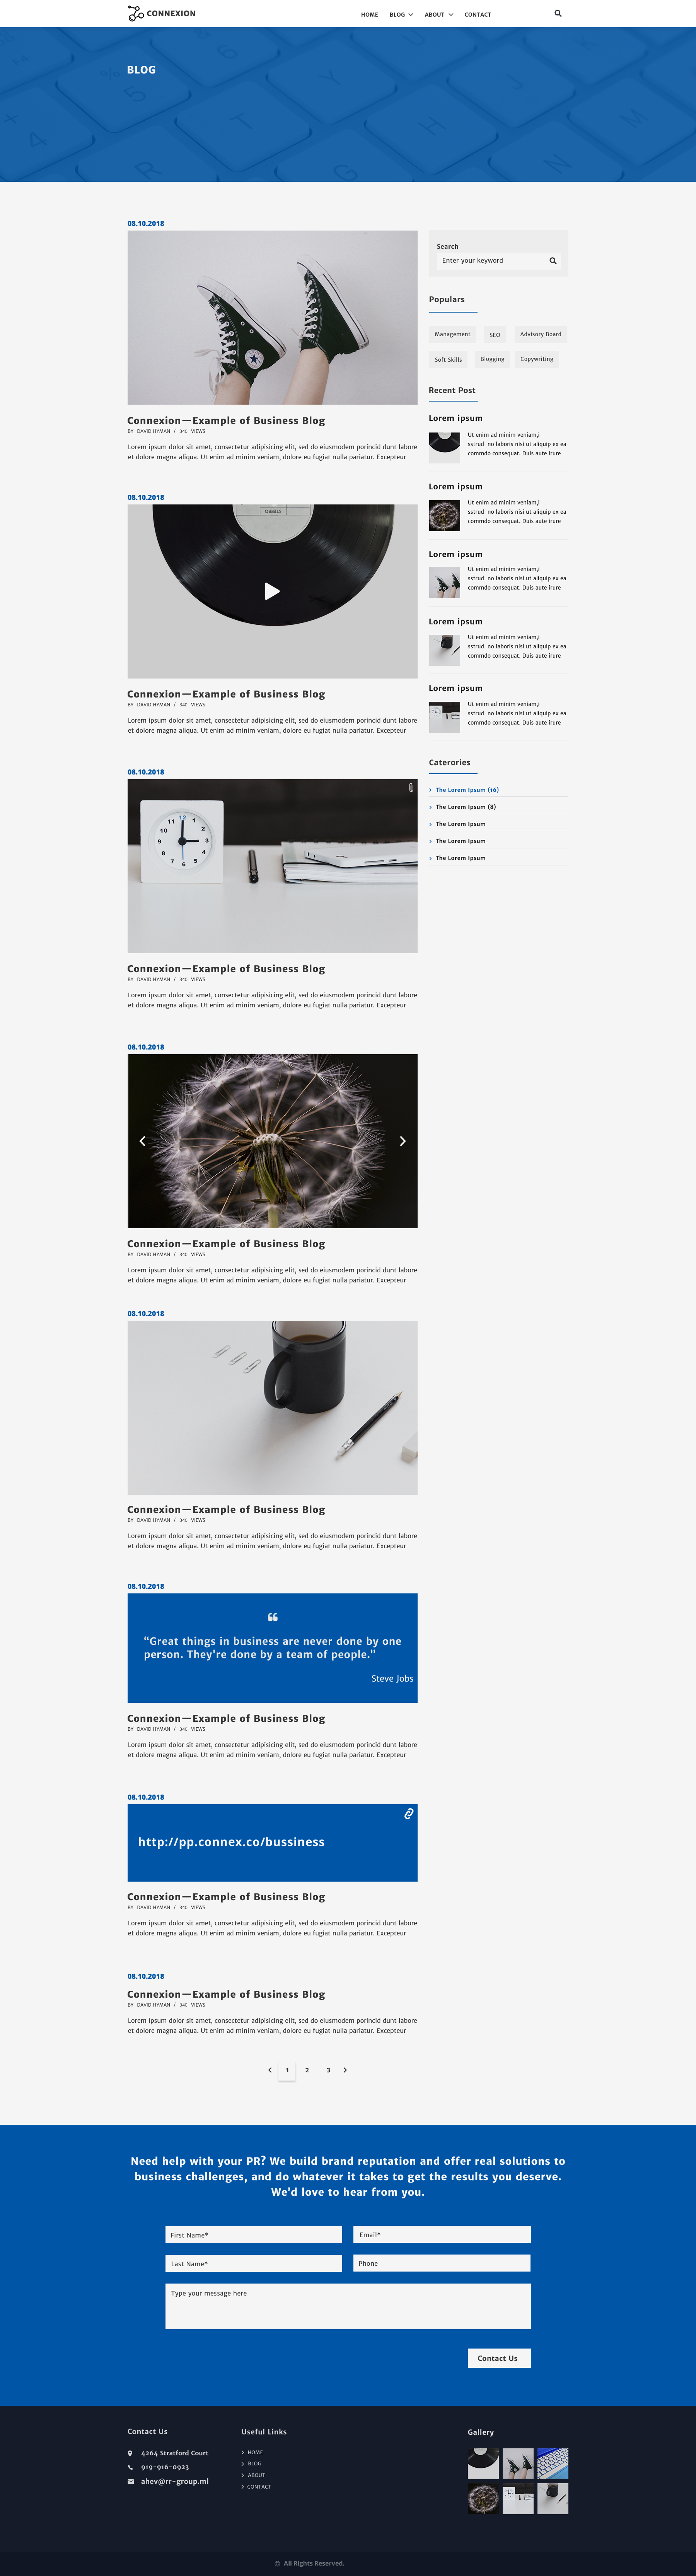 CONNEXION
HOME BLOG ABOUT CONTACT
BLOG
08.10.2018
Connexion—Example of Business Blog
BY DAVID HYMAN / 340 VIEWS
Lorem ipsum dolor sit amet, consectetur adipisicing elit, sed do eiusmodem porincid dunt labore
et dolore magna aliqua. Ut enim ad minim veniam, dolore eu fugiat nulla pariatur. Excepteur
08.10.2018
Connexion—Example of Business Blog
BY DAVID HYMAN / 340 VIEWS
Lorem ipsum dolor sit amet, consectetur adipisicing elit, sed do eiusmodem porincid dunt labore
et dolore magna aliqua. Ut enim ad minim veniam, dolore eu fugiat nulla pariatur. Excepteur
08.10.2018
12
11 1
10 2
9 3
8 4
7 5
6
Connexion—Example of Business Blog
BY DAVID HYMAN / 340 VIEWS
Lorem ipsum dolor sit amet, consectetur adipisicing elit, sed do eiusmodem porincid dunt labore
et dolore magna aliqua. Ut enim ad minim veniam, dolore eu fugiat nulla pariatur. Excepteur
08.10.2018
Connexion—Example of Business Blog
BY DAVID HYMAN / 340 VIEWS
Lorem ipsum dolor sit amet, consectetur adipisicing elit, sed do eiusmodem porincid dunt labore
et dolore magna aliqua. Ut enim ad minim veniam, dolore eu fugiat nulla pariatur. Excepteur
08.10.2018
Connexion—Example of Business Blog
BY DAVID HYMAN / 340 VIEWS
Lorem ipsum dolor sit amet, consectetur adipisicing elit, sed do eiusmodem porincid dunt labore
et dolore magna aliqua. Ut enim ad minim veniam, dolore eu fugiat nulla pariatur. Excepteur
08.10.2018
“Great things in business are never done by one
person. They're done by a team of people.”
Steve Jobs
Connexion—Example of Business Blog
BY DAVID HYMAN / 340 VIEWS
Lorem ipsum dolor sit amet, consectetur adipisicing elit, sed do eiusmodem porincid dunt labore
et dolore magna aliqua. Ut enim ad minim veniam, dolore eu fugiat nulla pariatur. Excepteur
08.10.2018
http://pp.connex.co/bussiness
Connexion—Example of Business Blog
BY DAVID HYMAN / 340 VIEWS
Lorem ipsum dolor sit amet, consectetur adipisicing elit, sed do eiusmodem porincid dunt labore
et dolore magna aliqua. Ut enim ad minim veniam, dolore eu fugiat nulla pariatur. Excepteur
08.10.2018
Connexion—Example of Business Blog
BY DAVID HYMAN / 340 VIEWS
Lorem ipsum dolor sit amet, consectetur adipisicing elit, sed do eiusmodem porincid dunt labore
et dolore magna aliqua. Ut enim ad minim veniam, dolore eu fugiat nulla pariatur. Excepteur
1 2 3
Search
Enter your keyword
Populars
Management SEO Advisory Board
Soft Skills Blogging Copywriting
Recent Post
Lorem ipsum
Ut enim ad minim veniam,i
sstrud no laboris nisi ut aliquip ex ea
commdo consequat. Duis aute irure
Lorem ipsum
Ut enim ad minim veniam,i
sstrud no laboris nisi ut aliquip ex ea
commdo consequat. Duis aute irure
Lorem ipsum
Ut enim ad minim veniam,i
sstrud no laboris nisi ut aliquip ex ea
commdo consequat. Duis aute irure
Lorem ipsum
Ut enim ad minim veniam,i
sstrud no laboris nisi ut aliquip ex ea
commdo consequat. Duis aute irure
Lorem ipsum
Ut enim ad minim veniam,i
sstrud no laboris nisi ut aliquip ex ea
commdo consequat. Duis aute irure
Caterories
The Lorem Ipsum (16)
The Lorem Ipsum (8)
The Lorem Ipsum
The Lorem Ipsum
The Lorem Ipsum
Need help with your PR? We build brand reputation and offer real solutions to
business challenges, and do whatever it takes to get the results you deserve.
We'd love to hear from you.
First Name* Email*
Last Name* Phone
Type your message here
Contact Us
Contact Us
4264 Stratford Court
919-916-0923
ahev@rr-group.ml
Useful Links
HOME
BLOG
ABOUT
CONTACT
Gallery
© All Rights Reserved.